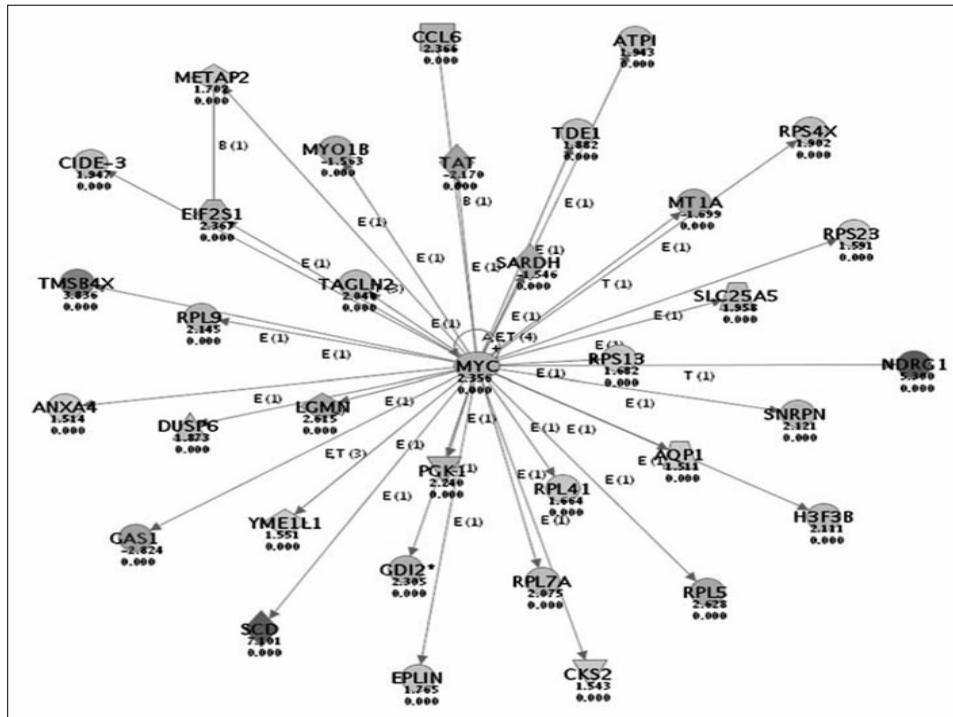 CCL6
2.366
0.000
ATPI
1.943
0.000
METAP2
1.702
0.000
TDE1
1.882
0.000
RPS4X
1.902
0.000
B (1)
MYO1B
-1.563
0.000
CIDE-3
1.947
0.000
TAT
-2.170
0.000
B (1)
E (1)
MT1A
-1.699
0.000
EIF2S1
2.367
0.000
E (1)
E (1)
E (1)
RPS23
1.591
0.000
E (1)
E (1)
E (1)
SARDH
-1.546
0.000
TMSB4X
3.836
0.000
TAGLN2
2.040
0.000
T (1)
SLC25A5
-1.958
0.000
RPL9
2.145
0.000
E (1)
E (1)
E (1)
E (1)
E (1)
A,E,T (4)
+
MYC
2.356
0.000
RPS13
1.682
0.000
NDRG1
5.300
0.000
E (1)
T (1)
ANXA4
1.514
0.000
DUSP6
1.873
0.000
E (1)
LGMN
2.615
0.000
E (1)
E (1)
E (1)
SNRPN
2.121
0.000
E (1)
E (1)
E (1)
E,T (3)
PGK1
2.240
0.000
E (1)
AQP1
1.511
0.000
E (1)
RPL41
1.664
0.000
E (1)
GAS1
-2.824
0.000
YME1L1
1.551
0.000
E (1)
E (1)
E (1)
H3F3B
2.111
0.000
GDI2*
2.305
0.000
RPL7A
2.075
0.000
RPL5
2.628
0.000
SCD
7.101
0.000
EPLIN
1.765
0.000
CKS2
1.543
0.000